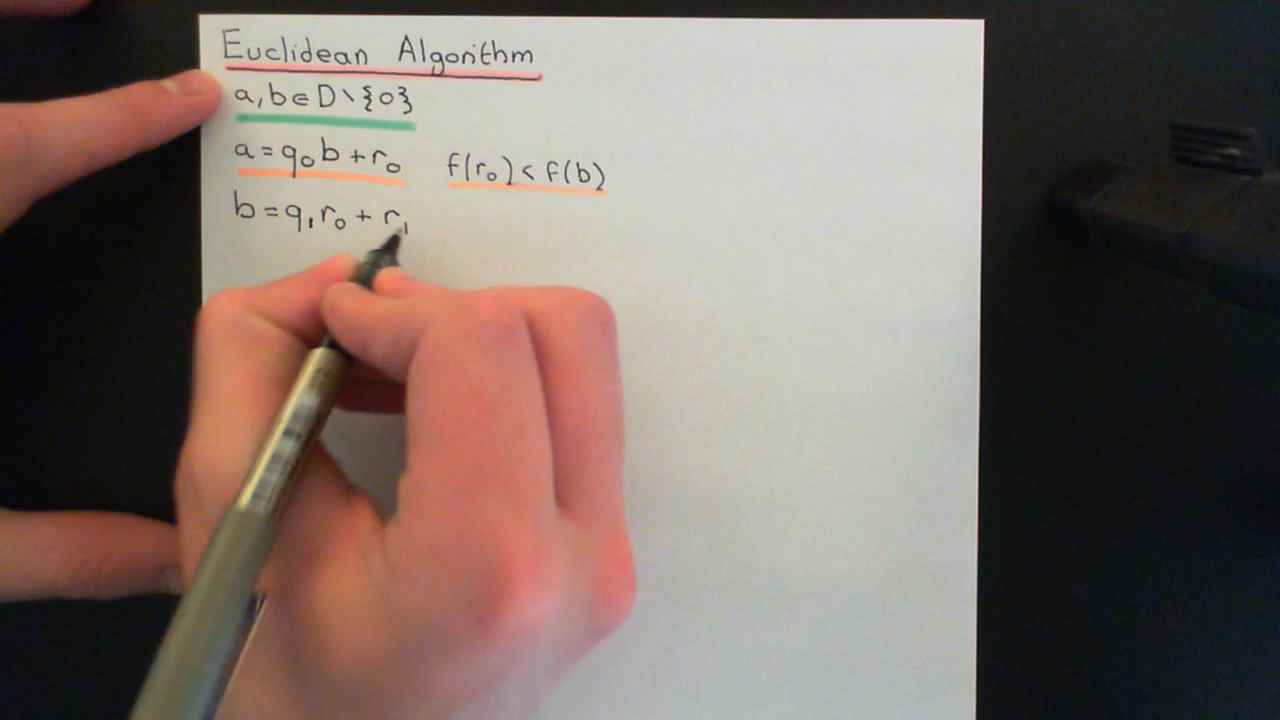 Euclidean Algorithm
a,b∈D\{0}
a=q₀b+r₀ f(r₀)<f(b)
b=q₁r₀+r₁